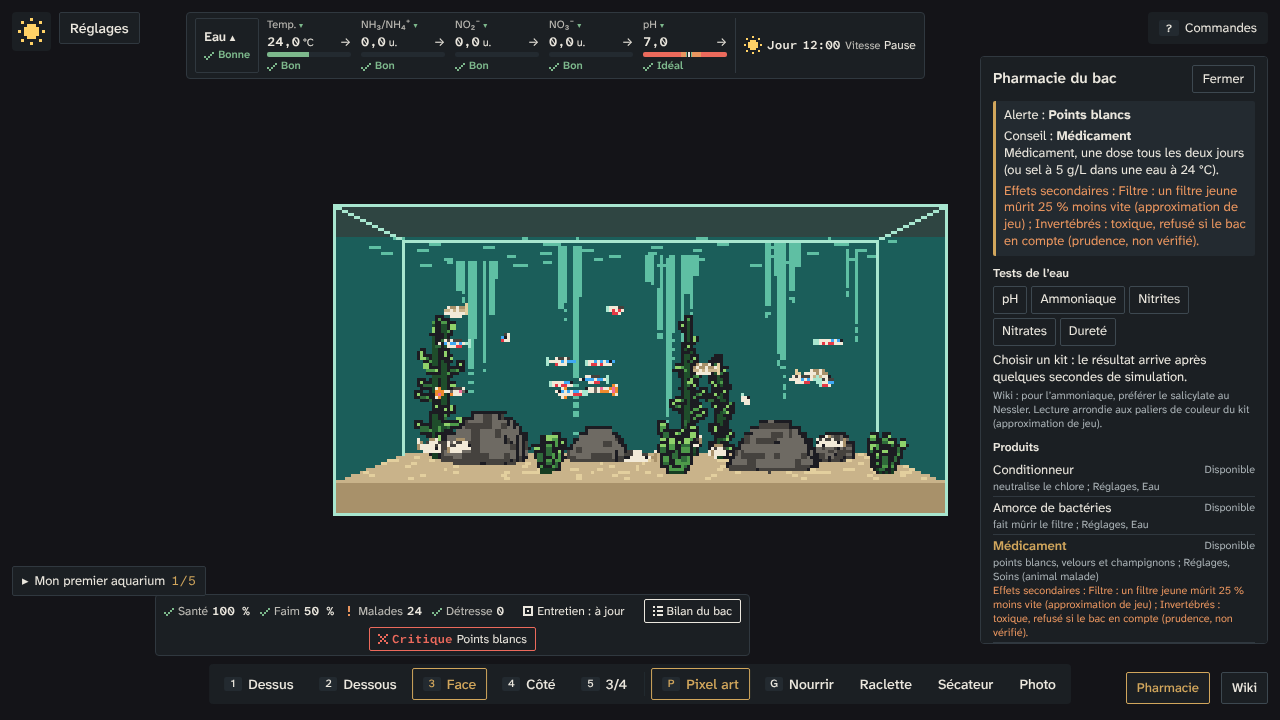 Réglages
Eau ▴
Bonne
Temp. ▾
24,0 °C →
Bon
NH₃/NH₄⁺ ▾
0,0 u. →
Bon
NO₂⁻ ▾
0,0 u. →
Bon
NO₃⁻ ▾
0,0 u. →
Bon
pH ▾
7,0 →
Idéal
Jour 12:00 Vitesse Pause
? Commandes
Pharmacie du bac
Fermer
Alerte : Points blancs
Conseil : Médicament
Médicament, une dose tous les deux jours
(ou sel à 5 g/L dans une eau à 24 °C).
Effets secondaires : Filtre : un filtre jeune
mûrit 25 % moins vite (approximation de
jeu) ; Invertébrés : toxique, refusé si le bac
en compte (prudence, non vérifié).
Tests de l’eau
pH Ammoniaque Nitrites
Nitrates Dureté
Choisir un kit : le résultat arrive après
quelques secondes de simulation.
Wiki : pour l’ammoniaque, préférer le salicylate au
Nessler. Lecture arrondie aux paliers de couleur du kit
(approximation de jeu).
Produits
Conditionneur Disponible
neutralise le chlore ; Réglages, Eau
Amorce de bactéries Disponible
fait mûrir le filtre ; Réglages, Eau
Médicament Disponible
points blancs, velours et champignons ; Réglages,
Soins (animal malade)
Effets secondaires : Filtre : un filtre jeune mûrit 25 %
moins vite (approximation de jeu) ; Invertébrés :
toxique, refusé si le bac en compte (prudence, non
vérifié).
▸ Mon premier aquarium 1/5
Santé 100 % Faim 50 % ! Malades 24 Détresse 0 Entretien : à jour Bilan du bac
Critique Points blancs
1 Dessus 2 Dessous 3 Face 4 Côté 5 3/4 P Pixel art G Nourrir Raclette Sécateur Photo
Pharmacie Wiki